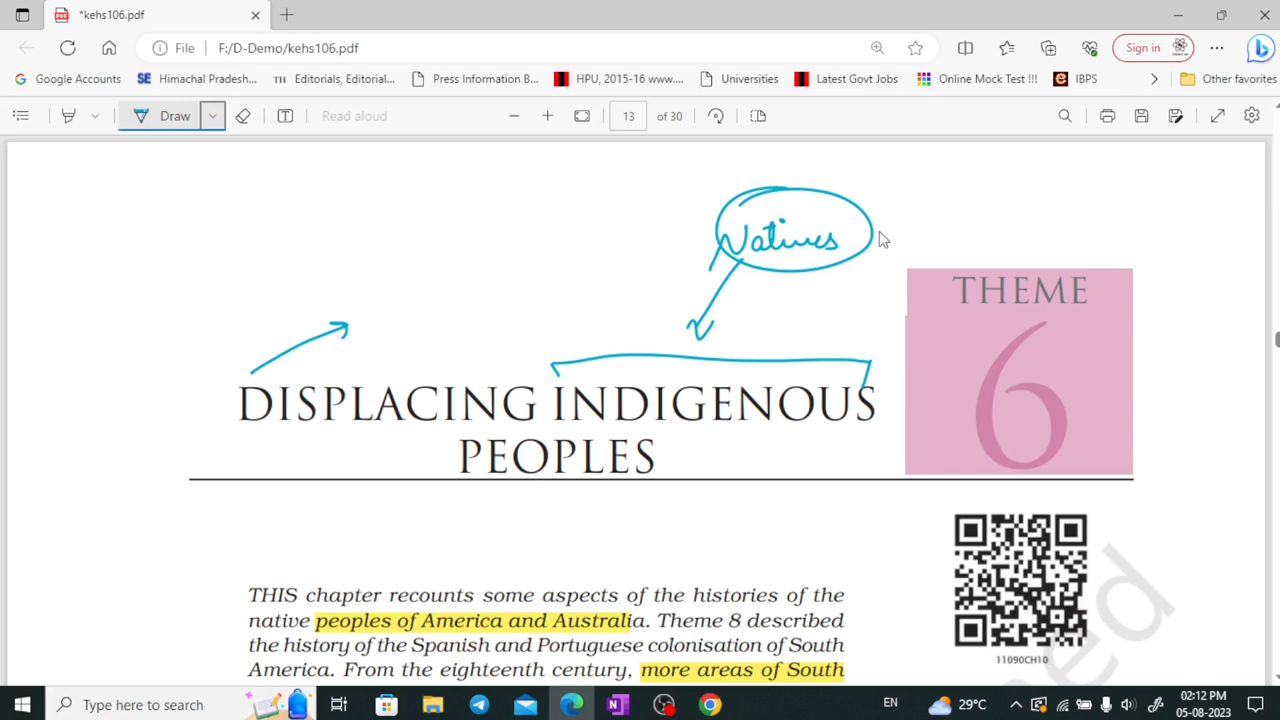 *kehs106.pdf
File F:/D-Demo/kehs106.pdf Sign in
Google Accounts SE Himachal Pradesh... TH Editorials, Editorial... Press Information B... HPU, 2015-16 www.... Universities Latest Govt Jobs Online Mock Test !!! IBPS Other favorites
Draw Read aloud 13 of 30
Natives
THEME
6
DISPLACING INDIGENOUS
PEOPLES
THIS chapter recounts some aspects of the histories of the
native peoples of America and Australia. Theme 8 described
the history of the Spanish and Portuguese colonisation of South
America. From the eighteenth century, more areas of South
11090CH10
Type here to search EN 29°C 02:12 PM
05-08-2023